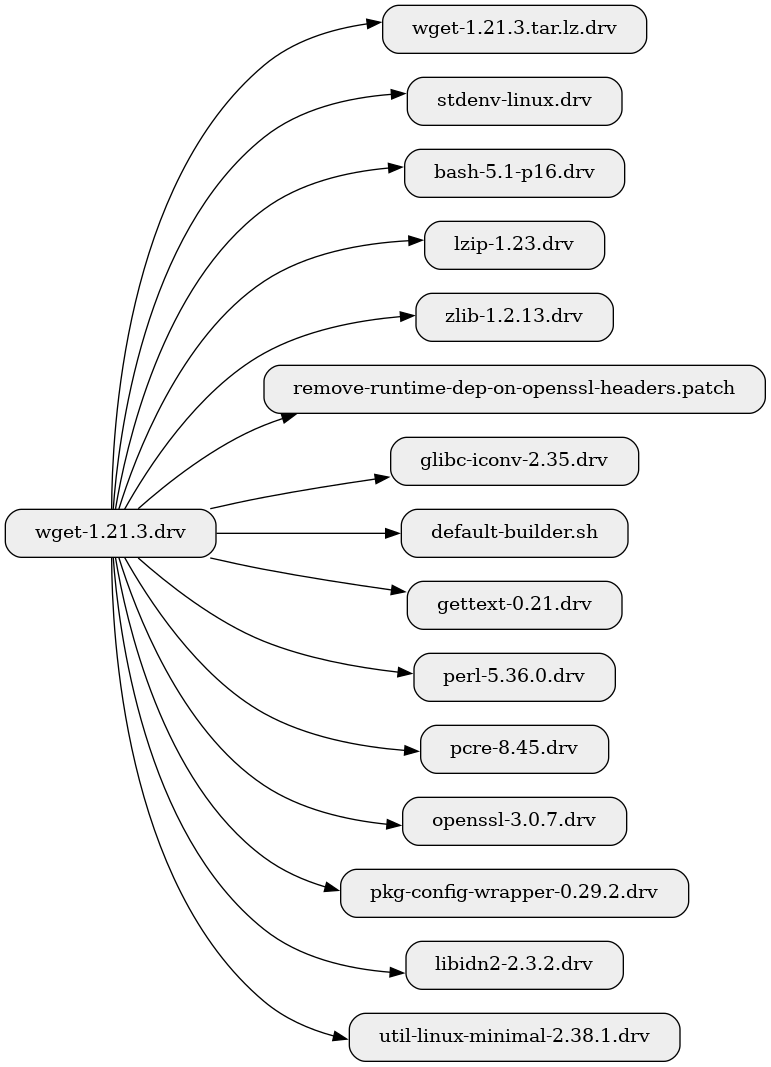 wget-1.21.3.tar.lz.drv
stdenv-linux.drv
bash-5.1-p16.drv
lzip-1.23.drv
zlib-1.2.13.drv
remove-runtime-dep-on-openssl-headers.patch
glibc-iconv-2.35.drv
wget-1.21.3.drv
default-builder.sh
gettext-0.21.drv
perl-5.36.0.drv
pcre-8.45.drv
openssl-3.0.7.drv
pkg-config-wrapper-0.29.2.drv
libidn2-2.3.2.drv
util-linux-minimal-2.38.1.drv